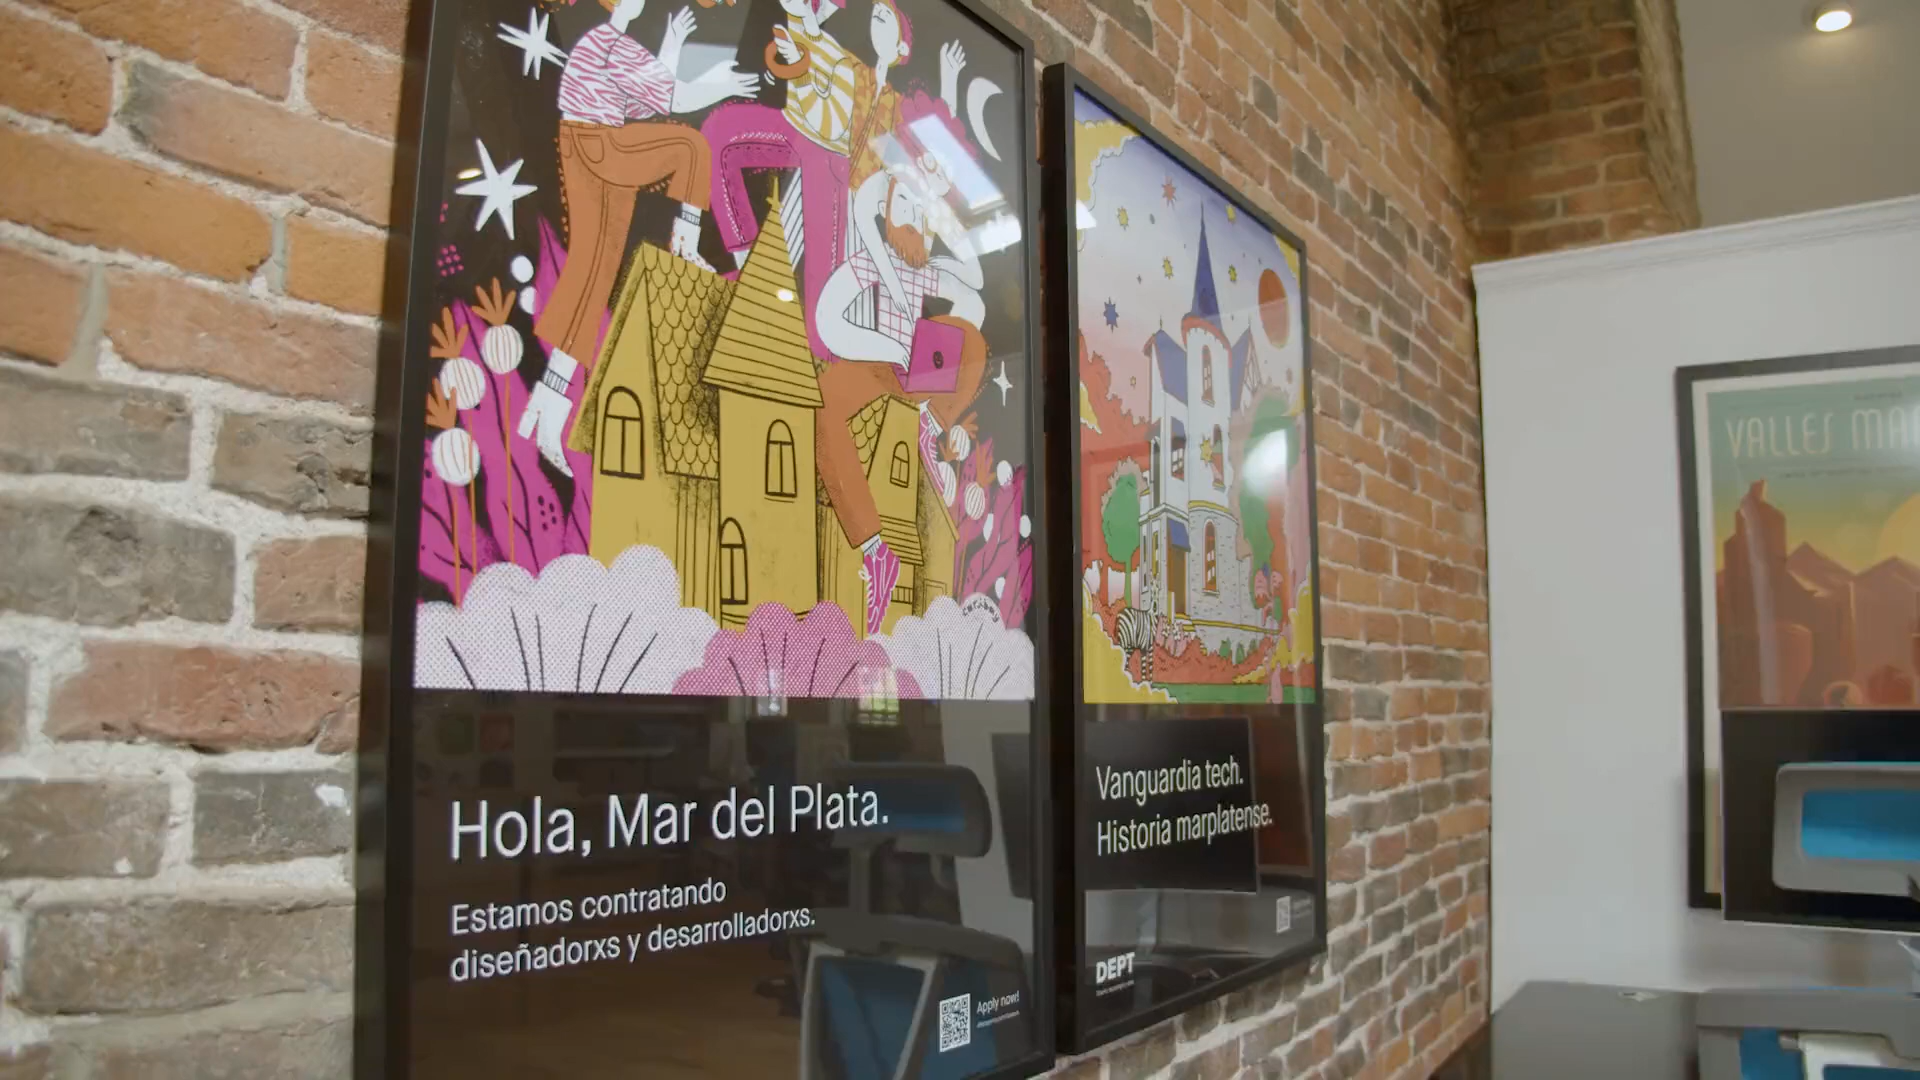 Hola, Mar del Plata.
Estamos contratando
diseñadorxs y desarrolladorxs.
Apply now!
Vanguardia tech.
Historia marplatense.
DEPT
VALLES MA